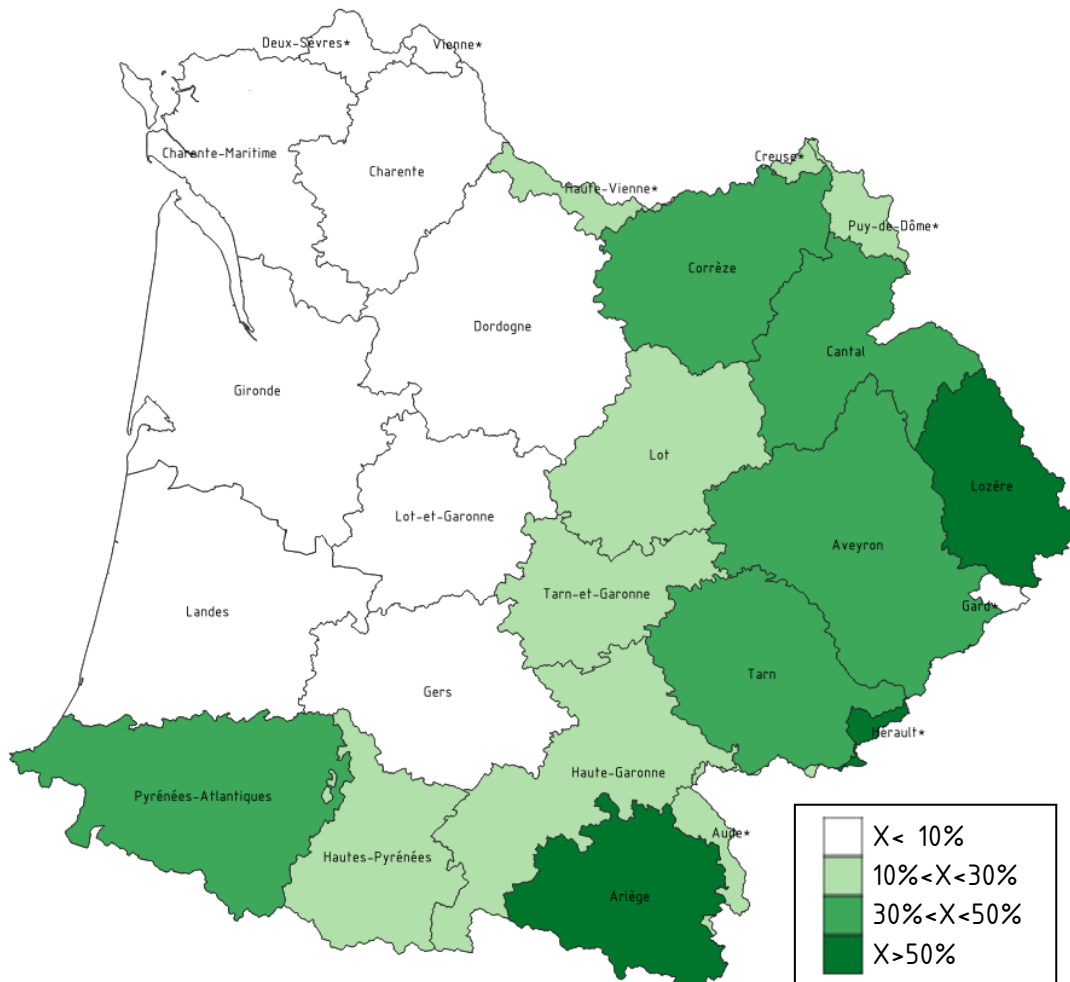 Deux-Sèvres*
Vienne*
Charente-Maritime
Charente
Creuse*
Haute-Vienne*
Puy-de-Dôme*
Corrèze
Dordogne
Cantal
Gironde
Lot
Lozère
Lot-et-Garonne
Aveyron
Tarn-et-Garonne
Landes
Gard*
Gers
Tarn
Hérault*
Haute-Garonne
Pyrénées-Atlantiques
Aude*
Hautes-Pyrénées
Ariège
X< 10%
10%<X<30%
30%<X<50%
X>50%